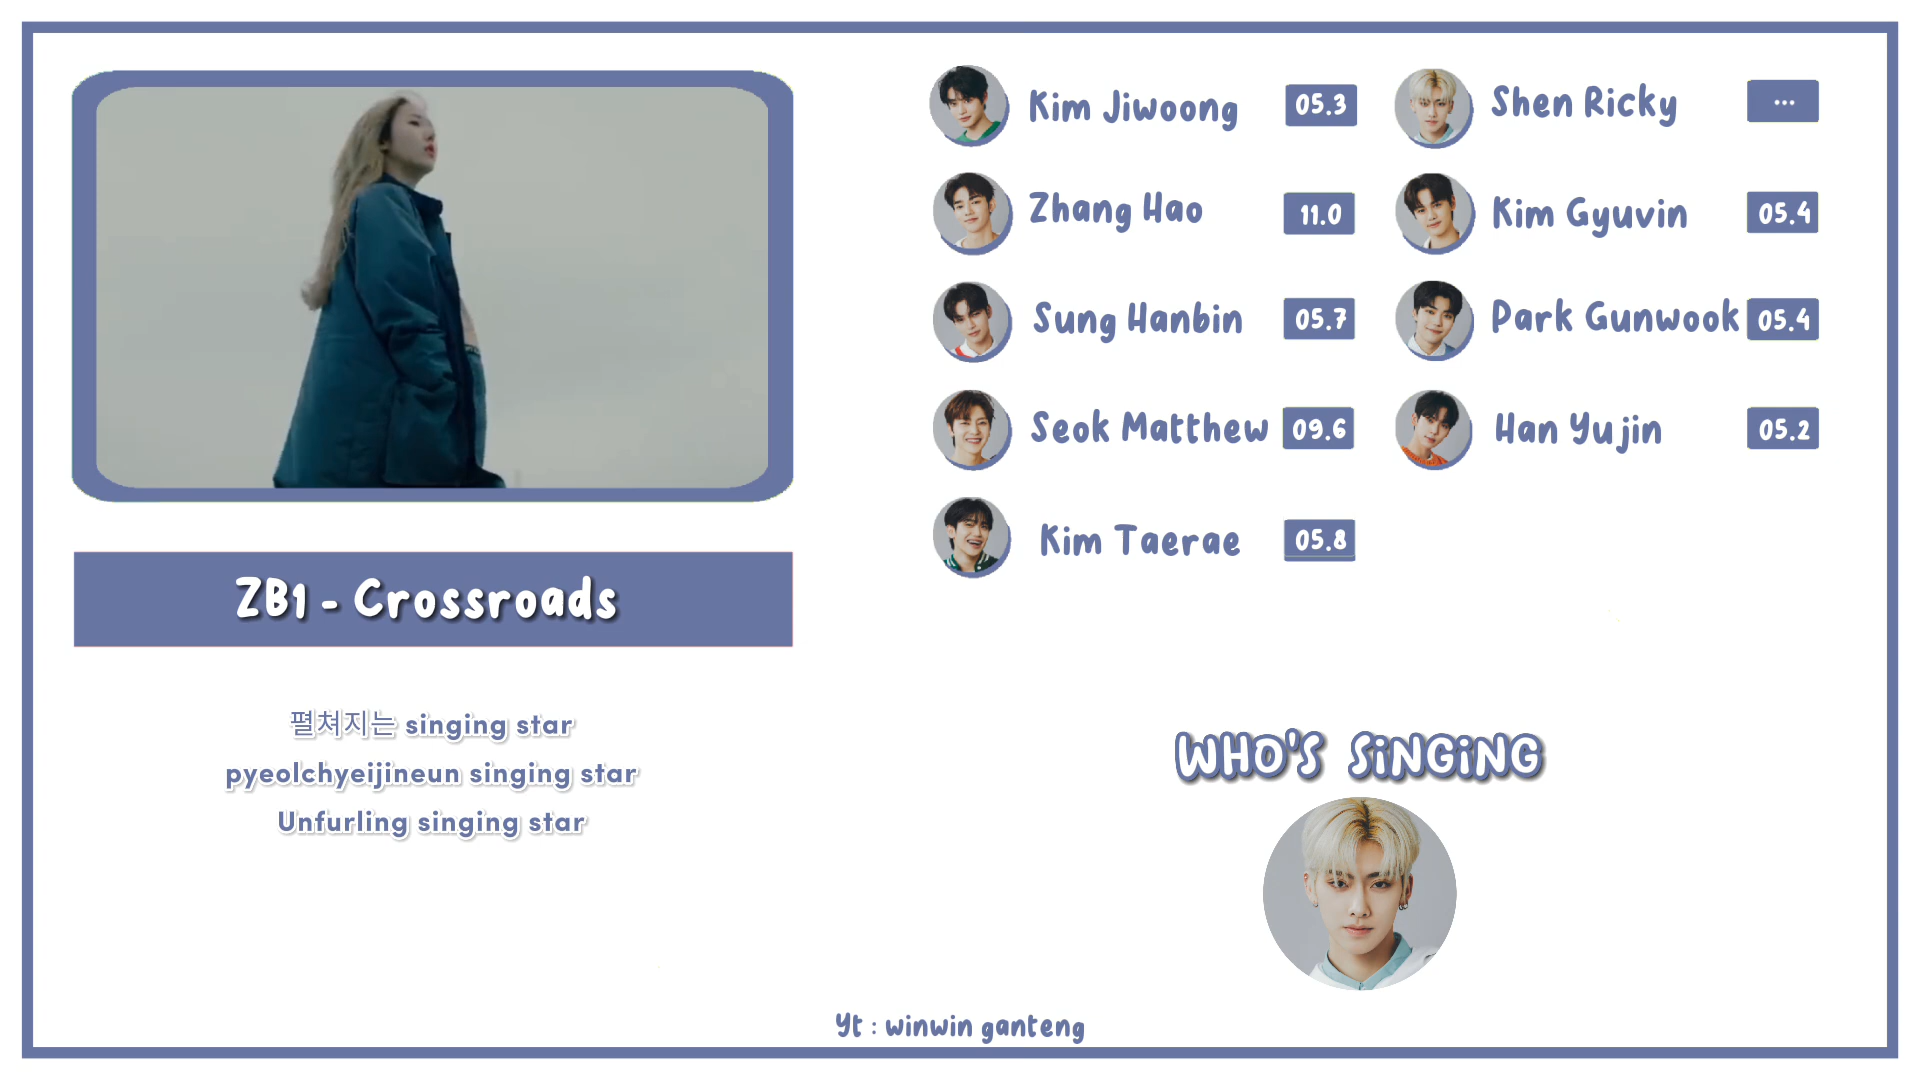 Kim Jiwoong 05.3
Shen Ricky ...
Zhang Hao 11.0
Kim Gyuvin 05.4
Sung Hanbin 05.7
Park Gunwook 05.4
Seok Matthew 09.6
Han Yujin 05.2
Kim Taerae 05.8
ZB1 - Crossroads
펼쳐지는 singing star
pyeolchyeijineun singing star
Unfurling singing star
WHO'S SiNGiNG
Yt : winwin ganteng